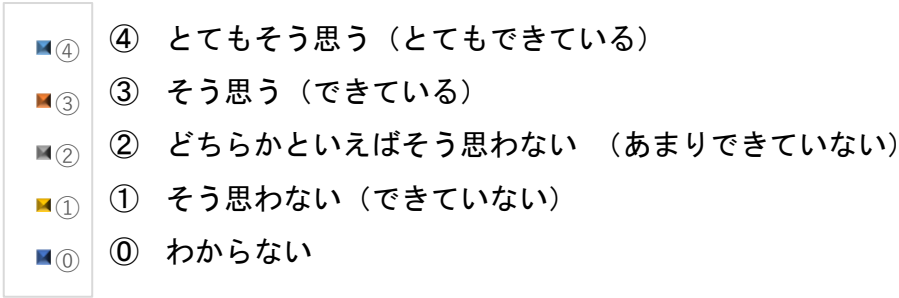 ④ ④ とてもそう思う（とてもできている）
③ ③ そう思う（できている）
② ② どちらかといえばそう思わない （あまりできていない）
① ① そう思わない（できていない）
⓪ ⓪ わからない